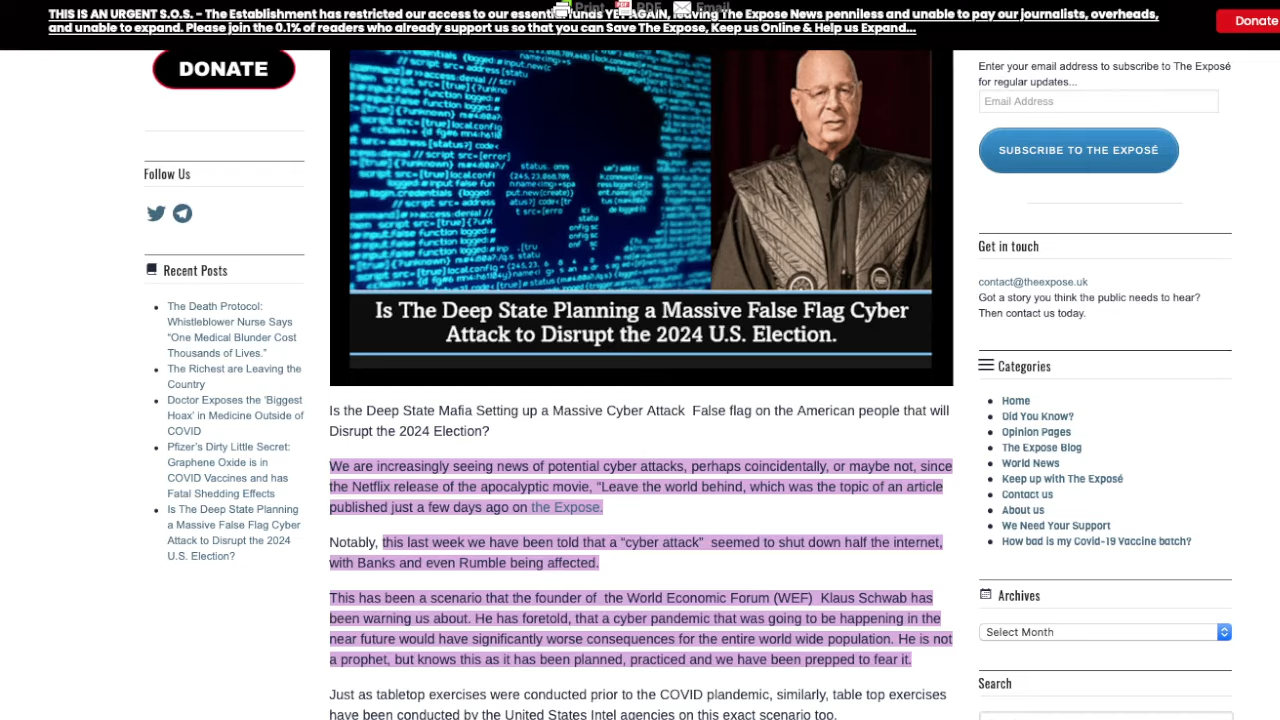 THIS IS AN URGENT S.O.S. - The Establishment has restricted our access to our essential funds YET AGAIN, leaving The Expose News penniless and unable to pay our journalists, overheads,
and unable to expand. Please join the 0.1% of readers who already support us so that you can Save The Expose, Keep us Online & Help us Expand...
Print PDF Email
Donate
DONATE
Follow Us
Recent Posts
The Death Protocol:
Whistleblower Nurse Says
“One Medical Blunder Cost
Thousands of Lives.”
The Richest are Leaving the
Country
Doctor Exposes the ‘Biggest
Hoax’ in Medicine Outside of
COVID
Pfizer’s Dirty Little Secret:
Graphene Oxide is in
COVID Vaccines and has
Fatal Shedding Effects
Is The Deep State Planning
a Massive False Flag Cyber
Attack to Disrupt the 2024
U.S. Election?
Is The Deep State Planning a Massive False Flag Cyber
Attack to Disrupt the 2024 U.S. Election.
Is the Deep State Mafia Setting up a Massive Cyber Attack False flag on the American people that will
Disrupt the 2024 Election?
We are increasingly seeing news of potential cyber attacks, perhaps coincidentally, or maybe not, since
the Netflix release of the apocalyptic movie, “Leave the world behind, which was the topic of an article
published just a few days ago on the Expose.
Notably, this last week we have been told that a “cyber attack” seemed to shut down half the internet,
with Banks and even Rumble being affected.
This has been a scenario that the founder of the World Economic Forum (WEF) Klaus Schwab has
been warning us about. He has foretold, that a cyber pandemic that was going to be happening in the
near future would have significantly worse consequences for the entire world wide population. He is not
a prophet, but knows this as it has been planned, practiced and we have been prepped to fear it.
Just as tabletop exercises were conducted prior to the COVID plandemic, similarly, table top exercises
have been conducted by the United States Intel agencies on this exact scenario too.
Enter your email address to subscribe to The Exposé
for regular updates...
Email Address
SUBSCRIBE TO THE EXPOSÉ
Get in touch
contact@theexpose.uk
Got a story you think the public needs to hear?
Then contact us today.
Categories
Home
Did You Know?
Opinion Pages
The Expose Blog
World News
Keep up with The Exposé
Contact us
About us
We Need Your Support
How bad is my Covid-19 Vaccine batch?
Archives
Select Month
Search